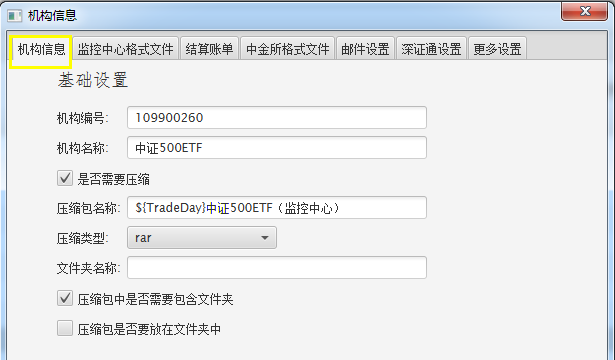 机构信息
机构信息 监控中心格式文件 结算账单 中金所格式文件 邮件设置 深证通设置 更多设置
基础设置
机构编号: 109900260
机构名称: 中证500ETF
是否需要压缩
压缩包名称: ${TradeDay}中证500ETF（监控中心）
压缩类型: rar
文件夹名称:
压缩包中是否需要包含文件夹
压缩包是否要放在文件夹中